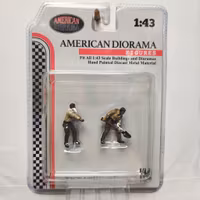 AMERICAN
1:43
AMERICAN DIORAMA
FIGURES
Fit All 1:43 Scale Buildings and Dioramas
Hand Painted Diecast Metal Material